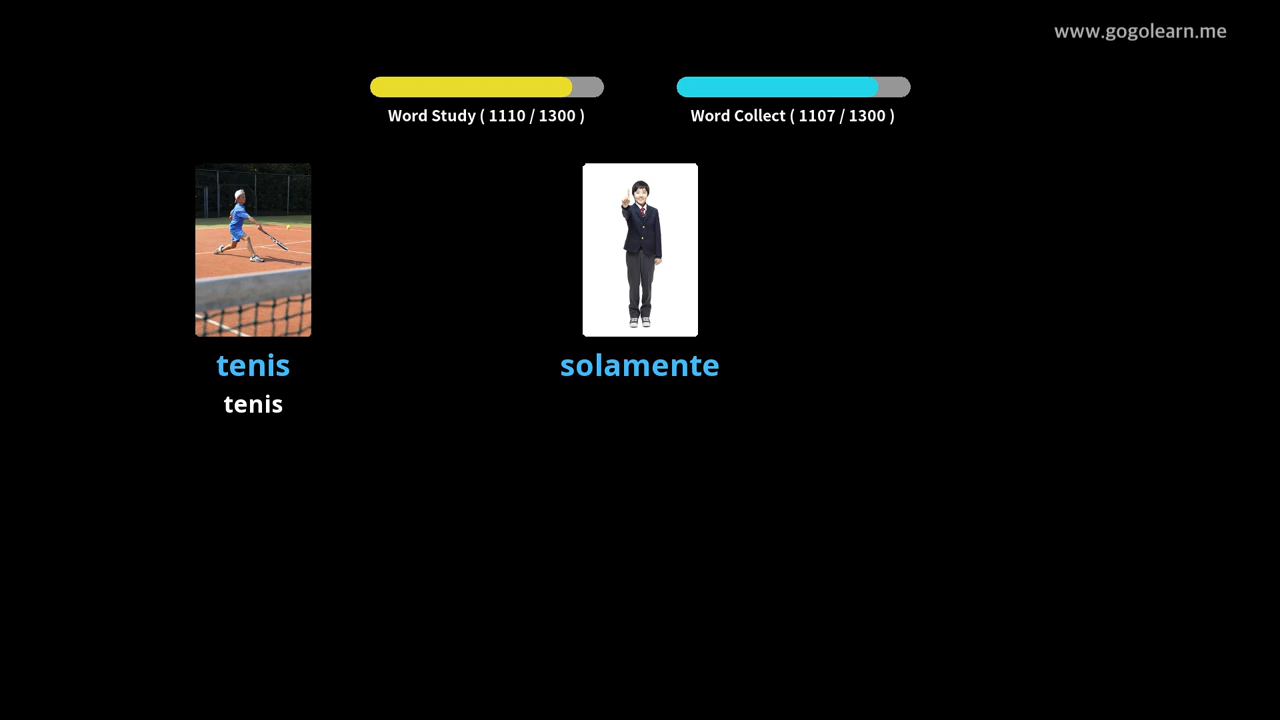 www.gogolearn.me
Word Study ( 1110 / 1300 )
Word Collect ( 1107 / 1300 )
tenis
solamente
tenis